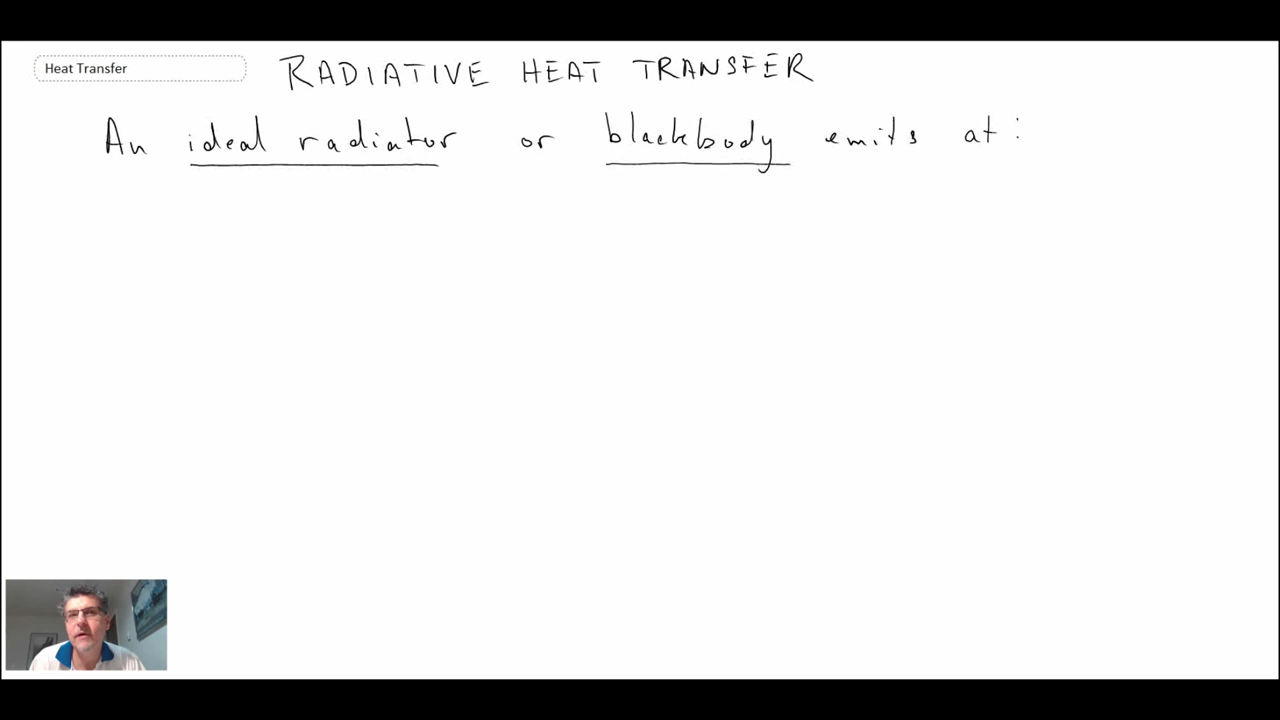 Heat Transfer
RADIATIVE HEAT TRANSFER
An ideal radiator or blackbody emits at: